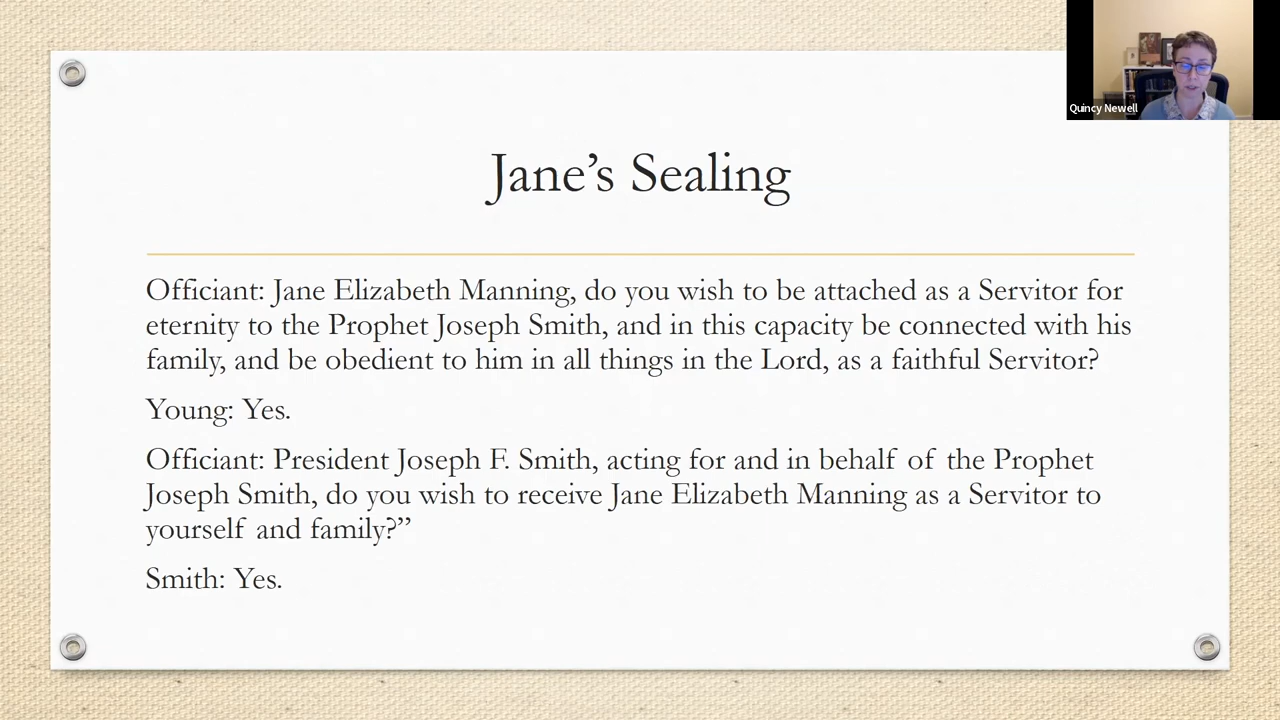 Quincy Newell
Jane’s Sealing
Officiant: Jane Elizabeth Manning, do you wish to be attached as a Servitor for
eternity to the Prophet Joseph Smith, and in this capacity be connected with his
family, and be obedient to him in all things in the Lord, as a faithful Servitor?
Young: Yes.
Officiant: President Joseph F. Smith, acting for and in behalf of the Prophet
Joseph Smith, do you wish to receive Jane Elizabeth Manning as a Servitor to
yourself and family?”
Smith: Yes.